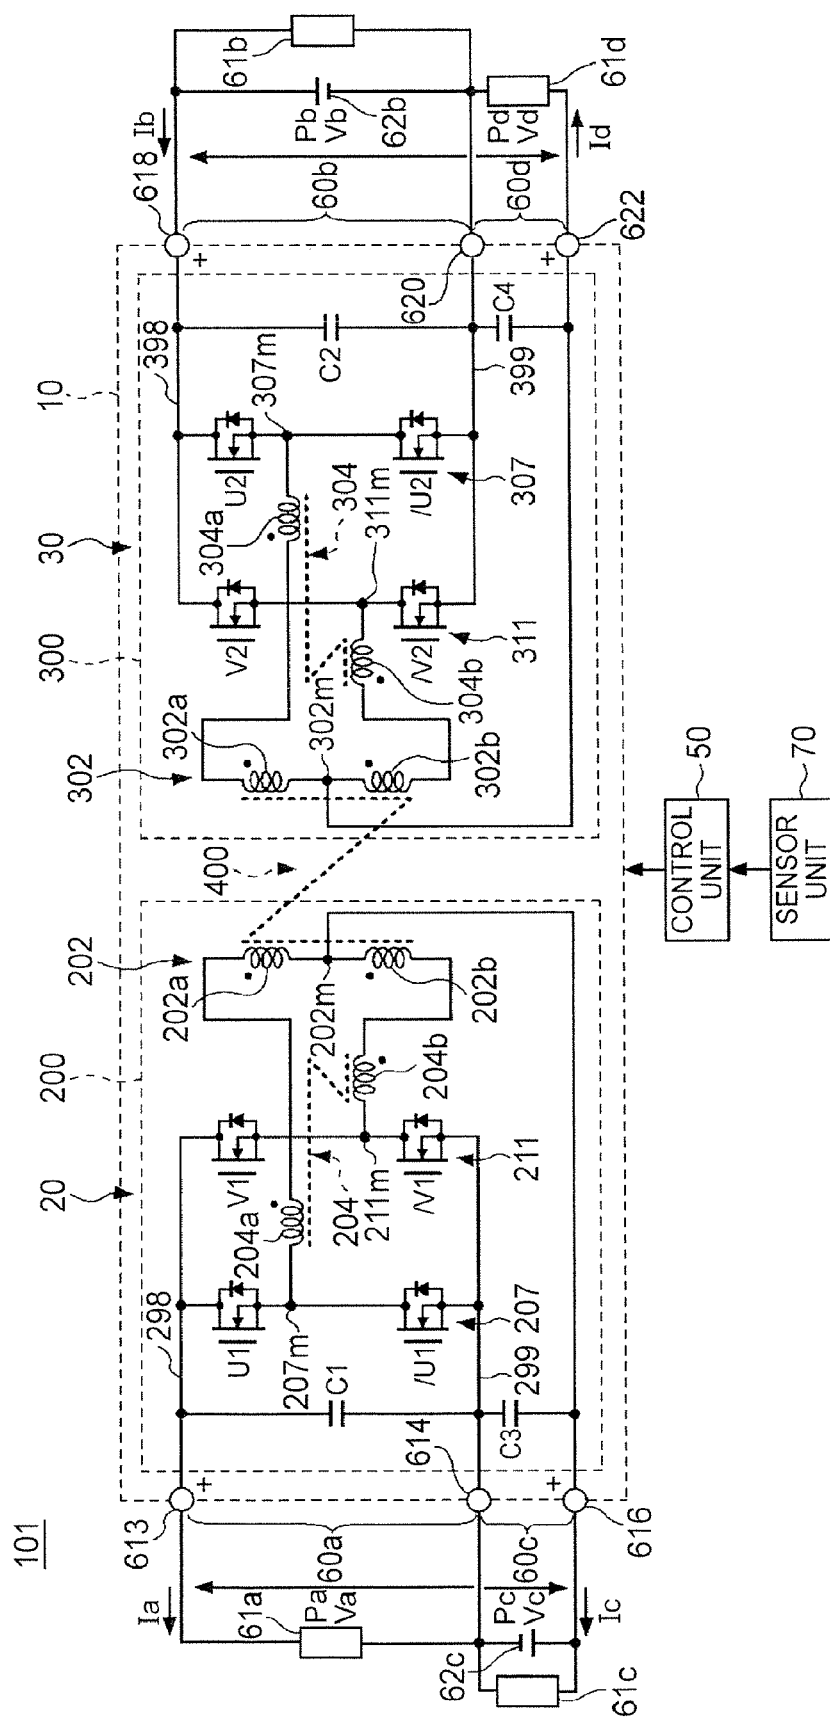 101
10
20
200
202
400
302
300
30
613
Ia
61a
Pa
Va
60a
+
298
U1
C1
207m
204a
V1
204
211m
202a
202m
202b
204b
/U1
/V1
207
211
299
614
C3
60c
Pc
Vc
62c
61c
Ic
616
+
302a
302m
302b
304b
V2
/V2
311
311m
304
304a
U2
/U2
307
307m
398
399
C2
C4
618
+
60b
620
60d
622
+
Ib
Pb
Vb
62b
61b
Pd
Vd
61d
Id
CONTROL
UNIT
50
SENSOR
UNIT
70